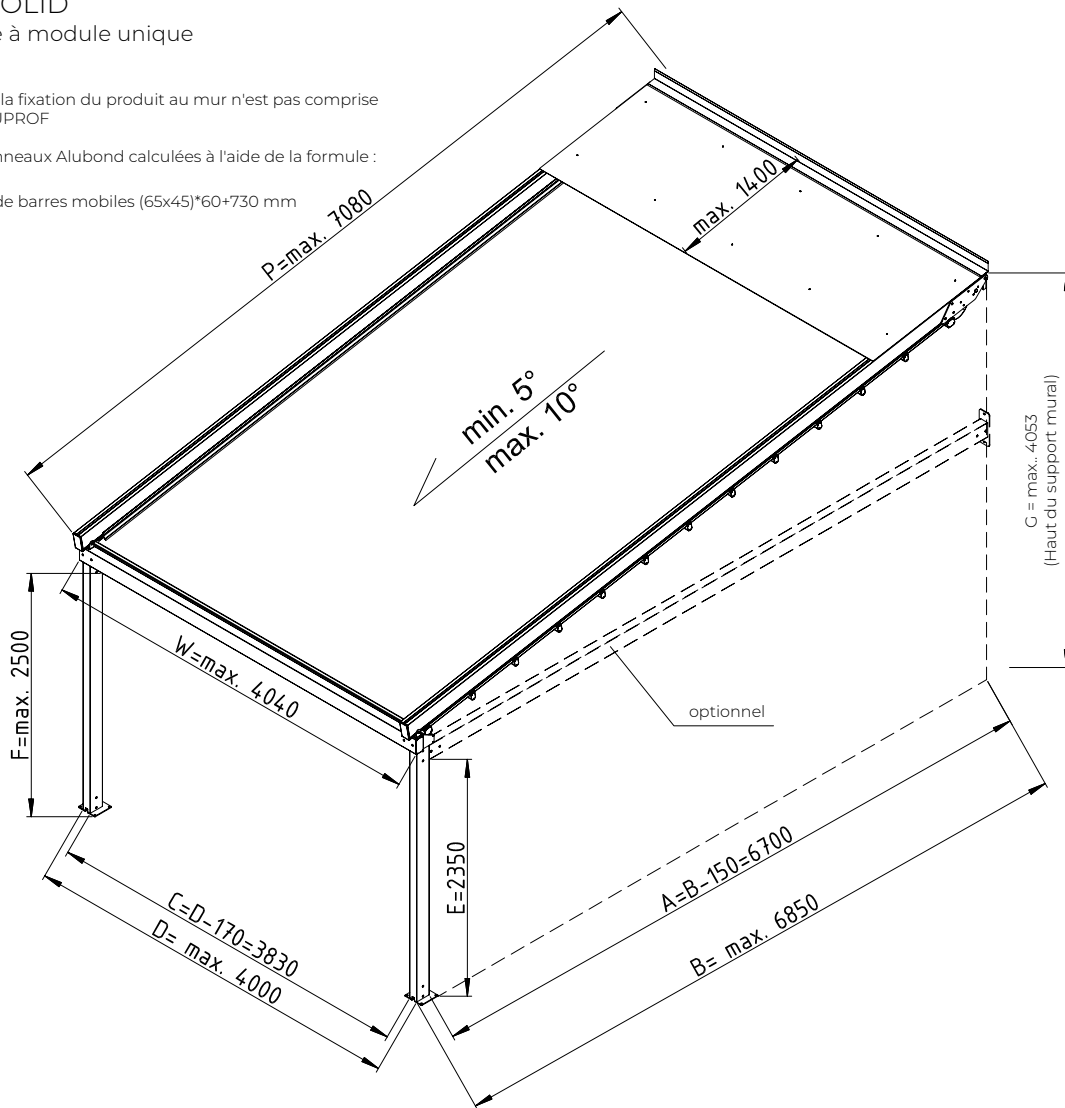 OLID
à module unique
la fixation du produit au mur n'est pas comprise
UPROF
nneaux Alubond calculées à l'aide de la formule :
de barres mobiles (65x45)*60+730 mm
P=max. 7080
max. 1400
min. 5°
max. 10°
G = max.. 4053
(Haut du support mural)
W=max. 4040
F=max. 2500
optionnel
E=2350
A=B-150=6700
B= max. 6850
C=D-170=3830
D= max. 4000